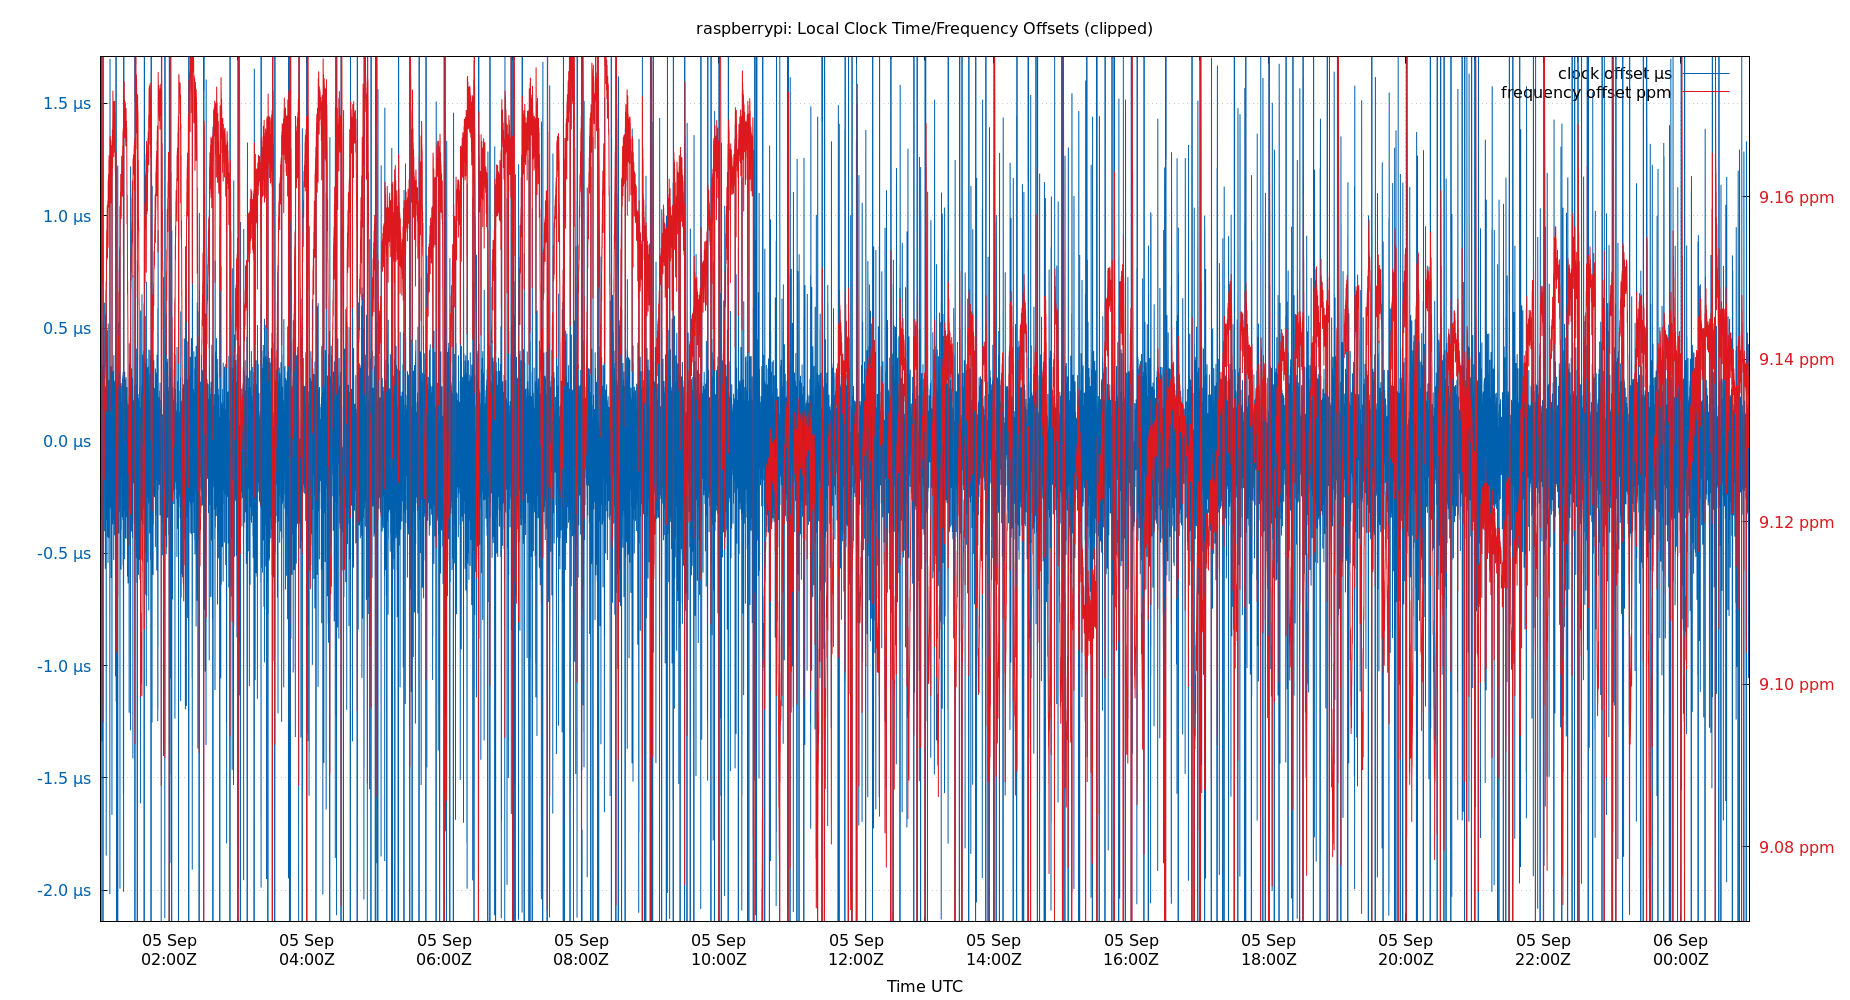 raspberrypi: Local Clock Time/Frequency Offsets (clipped)
clock offset µs
frequency offset ppm
1.5 µs
1.0 µs
0.5 µs
0.0 µs
-0.5 µs
-1.0 µs
-1.5 µs
-2.0 µs
9.16 ppm
9.14 ppm
9.12 ppm
9.10 ppm
9.08 ppm
05 Sep 05 Sep 05 Sep 05 Sep 05 Sep 05 Sep 05 Sep 05 Sep 05 Sep 05 Sep 05 Sep 06 Sep
02:00Z 04:00Z 06:00Z 08:00Z 10:00Z 12:00Z 14:00Z 16:00Z 18:00Z 20:00Z 22:00Z 00:00Z
Time UTC